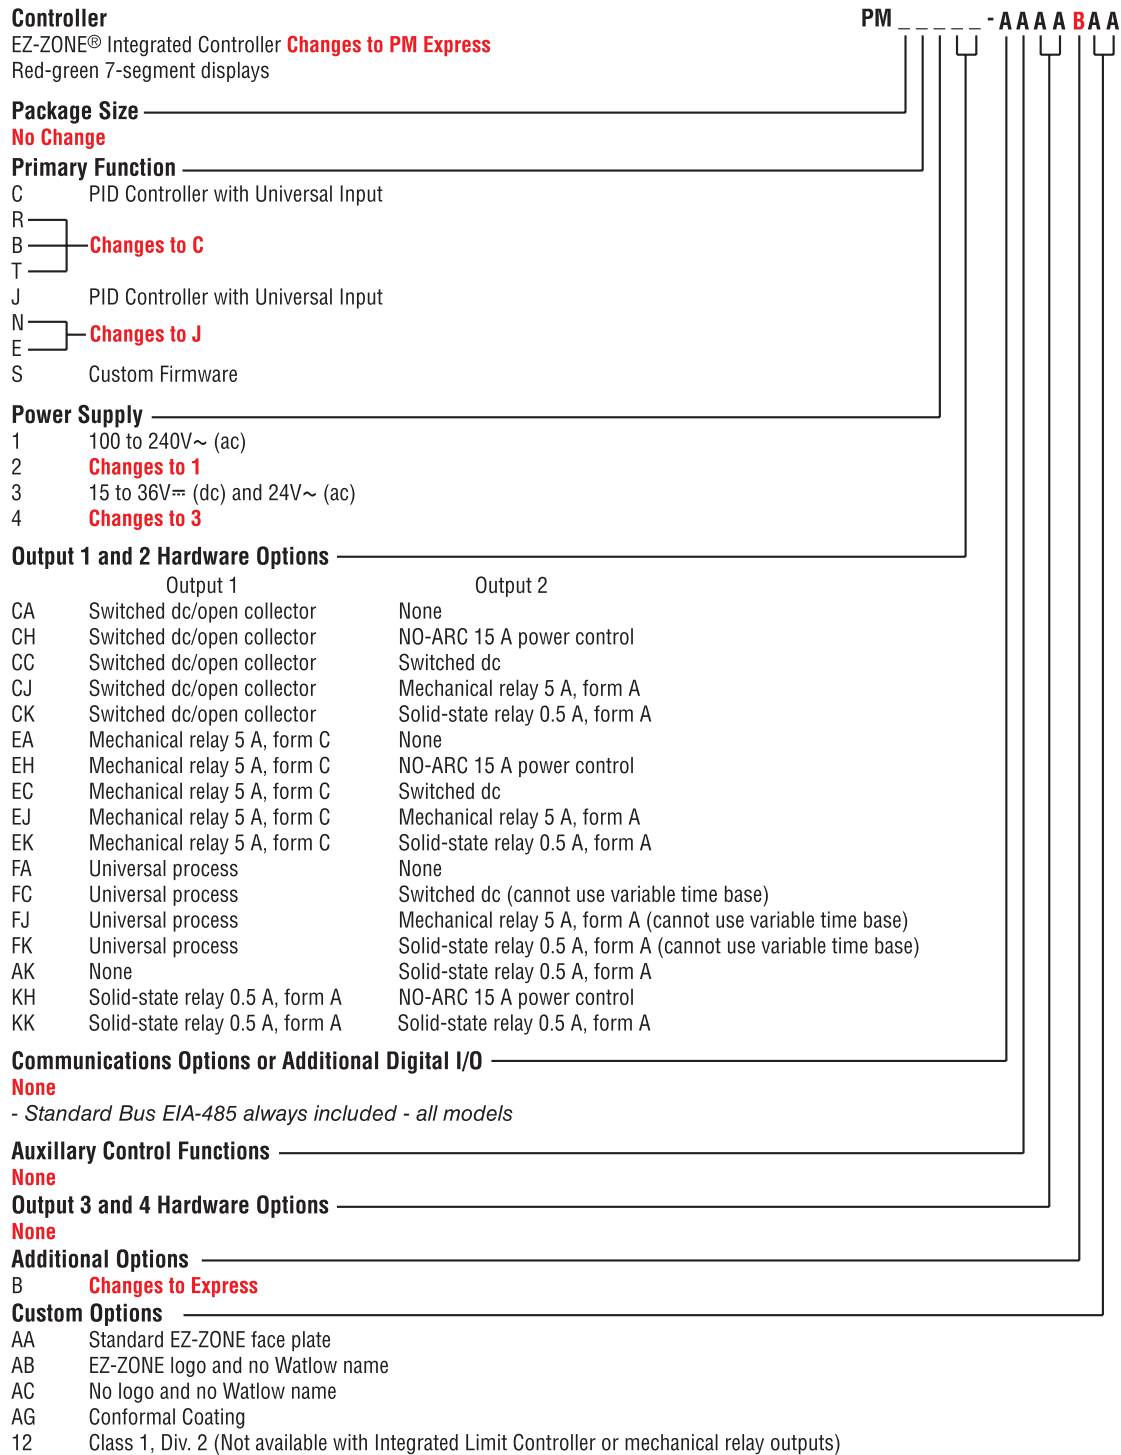 Controller
PM _ _ _ _ _ - A A A A B A A
EZ-ZONE® Integrated Controller Changes to PM Express
Red-green 7-segment displays
Package Size
No Change
Primary Function
C PID Controller with Universal Input
R
B Changes to C
T
J PID Controller with Universal Input
N
Changes to J
E
S Custom Firmware
Power Supply
1 100 to 240V~ (ac)
2 Changes to 1
3 15 to 36V⎓ (dc) and 24V~ (ac)
4 Changes to 3
Output 1 and 2 Hardware Options
Output 1 Output 2
CA Switched dc/open collector None
CH Switched dc/open collector NO-ARC 15 A power control
CC Switched dc/open collector Switched dc
CJ Switched dc/open collector Mechanical relay 5 A, form A
CK Switched dc/open collector Solid-state relay 0.5 A, form A
EA Mechanical relay 5 A, form C None
EH Mechanical relay 5 A, form C NO-ARC 15 A power control
EC Mechanical relay 5 A, form C Switched dc
EJ Mechanical relay 5 A, form C Mechanical relay 5 A, form A
EK Mechanical relay 5 A, form C Solid-state relay 0.5 A, form A
FA Universal process None
FC Universal process Switched dc (cannot use variable time base)
FJ Universal process Mechanical relay 5 A, form A (cannot use variable time base)
FK Universal process Solid-state relay 0.5 A, form A (cannot use variable time base)
AK None Solid-state relay 0.5 A, form A
KH Solid-state relay 0.5 A, form A NO-ARC 15 A power control
KK Solid-state relay 0.5 A, form A Solid-state relay 0.5 A, form A
Communications Options or Additional Digital I/O
None
- Standard Bus EIA-485 always included - all models
Auxillary Control Functions
None
Output 3 and 4 Hardware Options
None
Additional Options
B Changes to Express
Custom Options
AA Standard EZ-ZONE face plate
AB EZ-ZONE logo and no Watlow name
AC No logo and no Watlow name
AG Conformal Coating
12 Class 1, Div. 2 (Not available with Integrated Limit Controller or mechanical relay outputs)